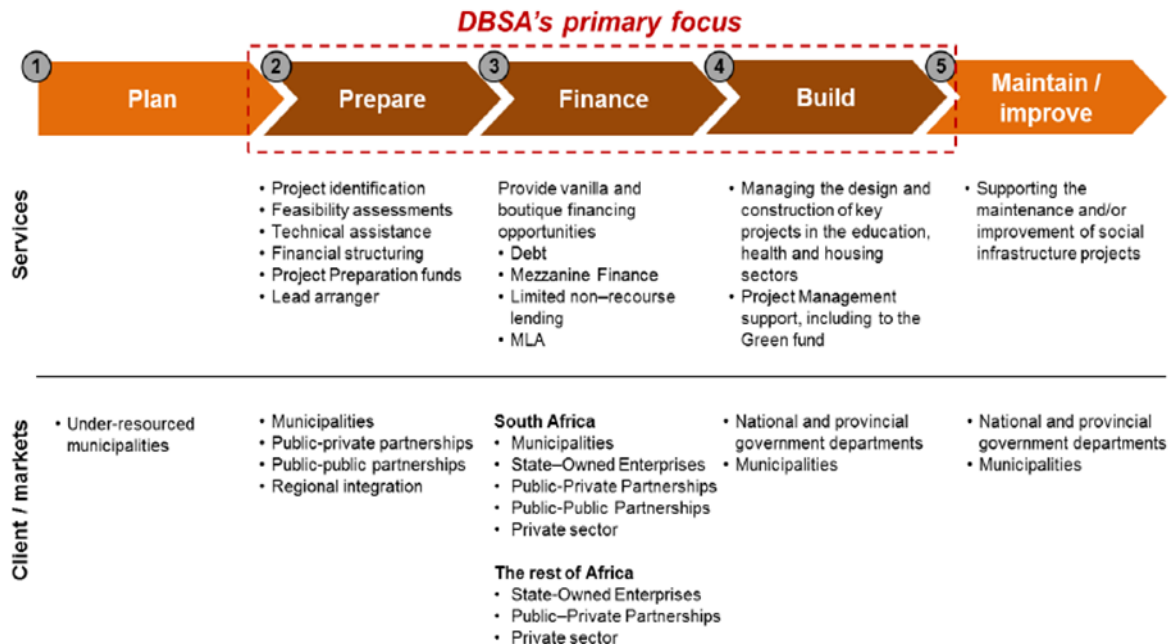 DBSA's primary focus
1
Plan
2
Prepare
3
Finance
4
Build
5
Maintain /
improve
Services
• Project identification
• Feasibility assessments
• Technical assistance
• Financial structuring
• Project Preparation funds
• Lead arranger
Provide vanilla and
boutique financing
opportunities
• Debt
• Mezzanine Finance
• Limited non–recourse
lending
• MLA
• Managing the design and
construction of key
projects in the education,
health and housing
sectors
• Project Management
support, including to the
Green fund
• Supporting the
maintenance and/or
improvement of social
infrastructure projects
Client / markets
• Under-resourced
municipalities
• Municipalities
• Public-private partnerships
• Public-public partnerships
• Regional integration
South Africa
• Municipalities
• State–Owned Enterprises
• Public-Private Partnerships
• Public-Public Partnerships
• Private sector
The rest of Africa
• State-Owned Enterprises
• Public–Private Partnerships
• Private sector
• National and provincial
government departments
• Municipalities
• National and provincial
government departments
• Municipalities